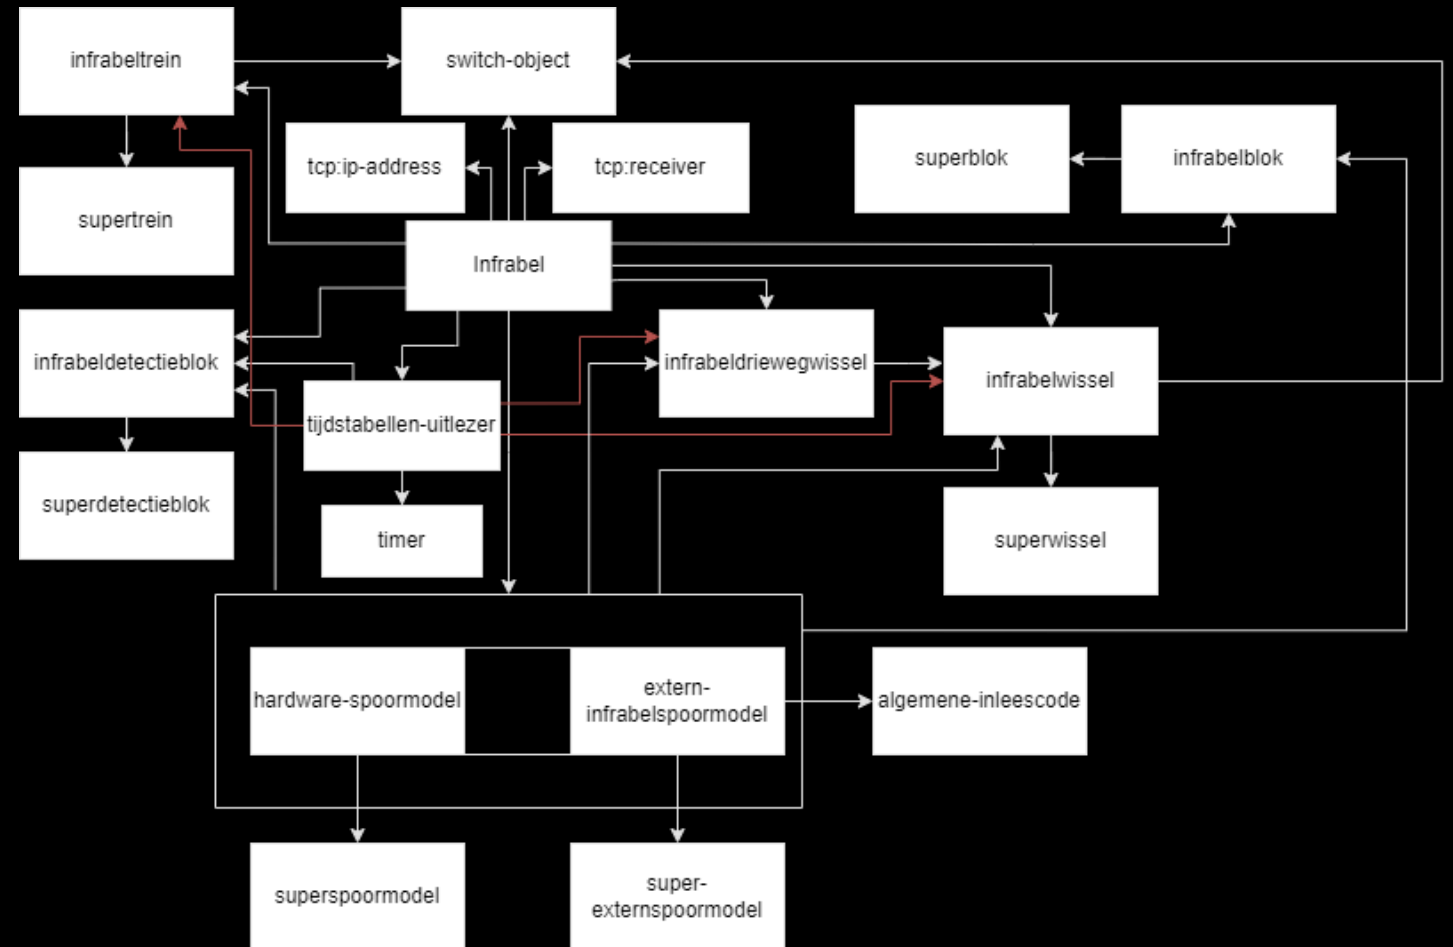 infrabeltrein
switch-object
tcp:ip-address
tcp:receiver
superblok
infrabelblok
supertrein
Infrabel
infrabeldetectieblok
infrabeldriewegwissel
infrabelwissel
tijdstabellen-uitlezer
superdetectieblok
timer
superwissel
hardware-spoormodel
extern-
infrabelspoormodel
algemene-inleescode
superspoormodel
super-
externspoormodel